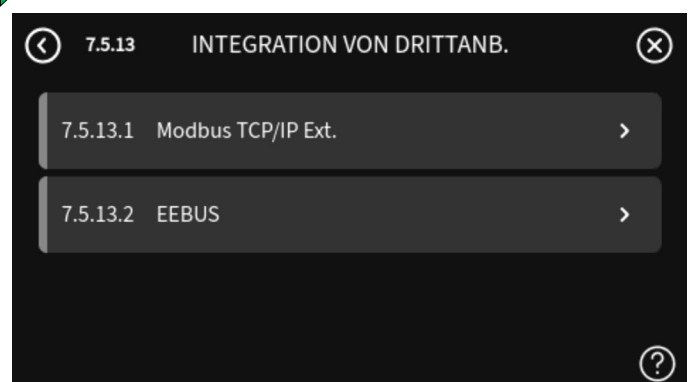 7.5.13 INTEGRATION VON DRITTANB.
7.5.13.1 Modbus TCP/IP Ext.
7.5.13.2 EEBUS
?